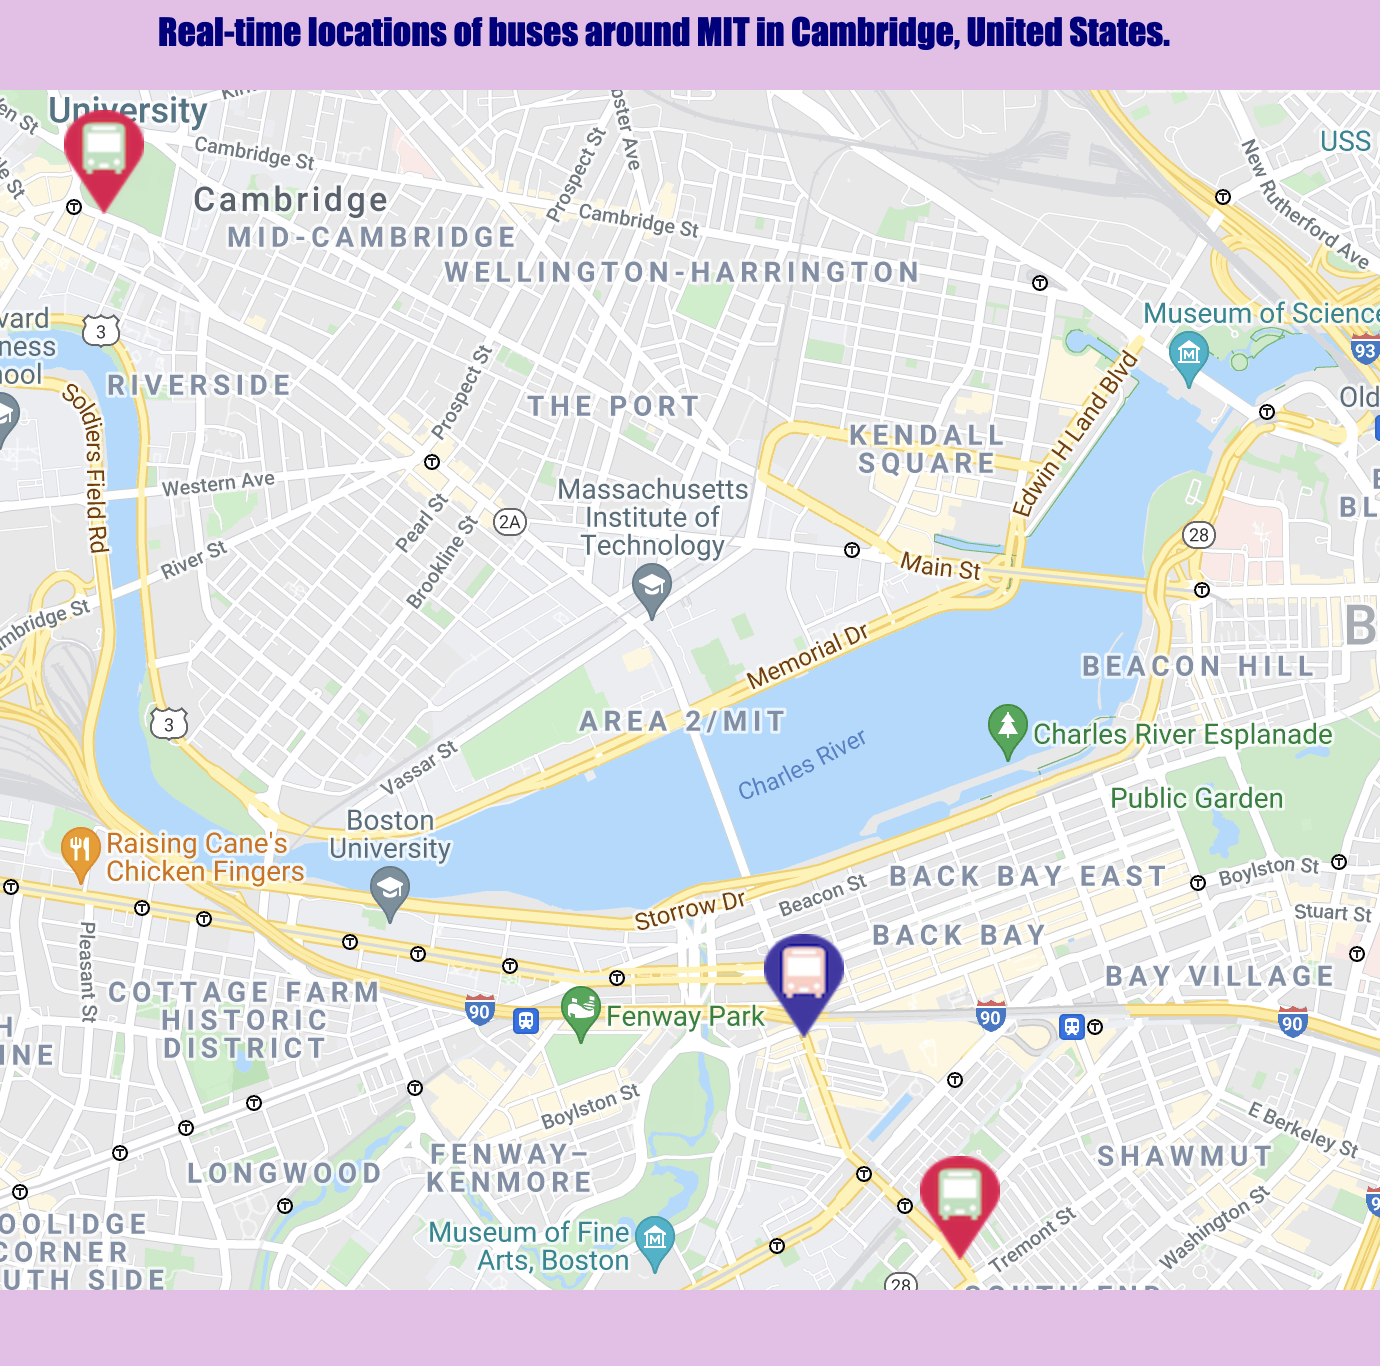 Real-time locations of buses around MIT in Cambridge, United States.
University
Cambridge St
Prospect St
USS
New Rutherford Ave
Cambridge
Cambridge St
MID-CAMBRIDGE
WELLINGTON-HARRINGTON
Museum of Science
3
93
RIVERSIDE
Prospect St
THE PORT
Edwin H Land Blvd
Old
Soldiers Field Rd
KENDALL
SQUARE
Western Ave
Massachusetts
Institute of
Technology
Pearl St
2A
Brookline St
28
River St
Main St
Memorial Dr
BEACON HILL
AREA 2/MIT
3
Charles River
Charles River Esplanade
Vassar St
Public Garden
Boston
University
Raising Cane's
Chicken Fingers
BACK BAY EAST
Boylston St
Beacon St
Storrow Dr
Stuart St
BACK BAY
Pleasant St
BAY VILLAGE
COTTAGE FARM
HISTORIC
DISTRICT
90
Fenway Park
90
90
Boylston St
E Berkeley St
FENWAY–
KENMORE
SHAWMUT
LONGWOOD
Museum of Fine
Arts, Boston
Tremont St
Washington St
OOLIDGE
CORNER
UTH SIDE
28